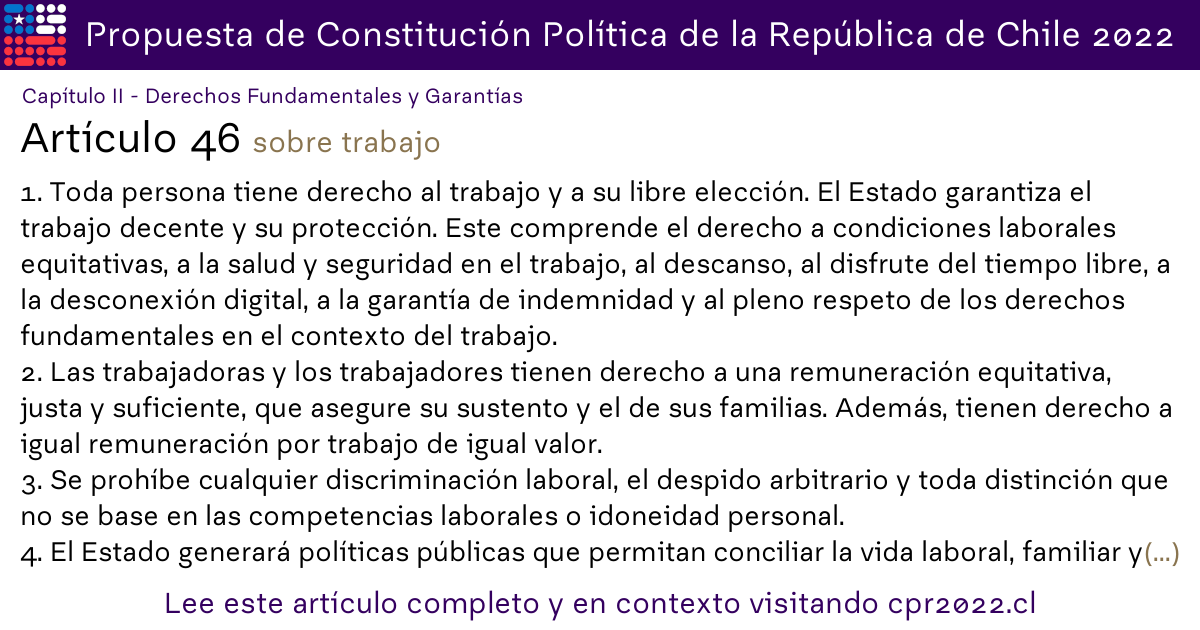 Propuesta de Constitución Política de la República de Chile 2022
Capítulo II - Derechos Fundamentales y Garantías
Artículo 46 sobre trabajo
1. Toda persona tiene derecho al trabajo y a su libre elección. El Estado garantiza el
trabajo decente y su protección. Este comprende el derecho a condiciones laborales
equitativas, a la salud y seguridad en el trabajo, al descanso, al disfrute del tiempo libre, a
la desconexión digital, a la garantía de indemnidad y al pleno respeto de los derechos
fundamentales en el contexto del trabajo.
2. Las trabajadoras y los trabajadores tienen derecho a una remuneración equitativa,
justa y suficiente, que asegure su sustento y el de sus familias. Además, tienen derecho a
igual remuneración por trabajo de igual valor.
3. Se prohíbe cualquier discriminación laboral, el despido arbitrario y toda distinción que
no se base en las competencias laborales o idoneidad personal.
4. El Estado generará políticas públicas que permitan conciliar la vida laboral, familiar y(...)
Lee este artículo completo y en contexto visitando cpr2022.cl